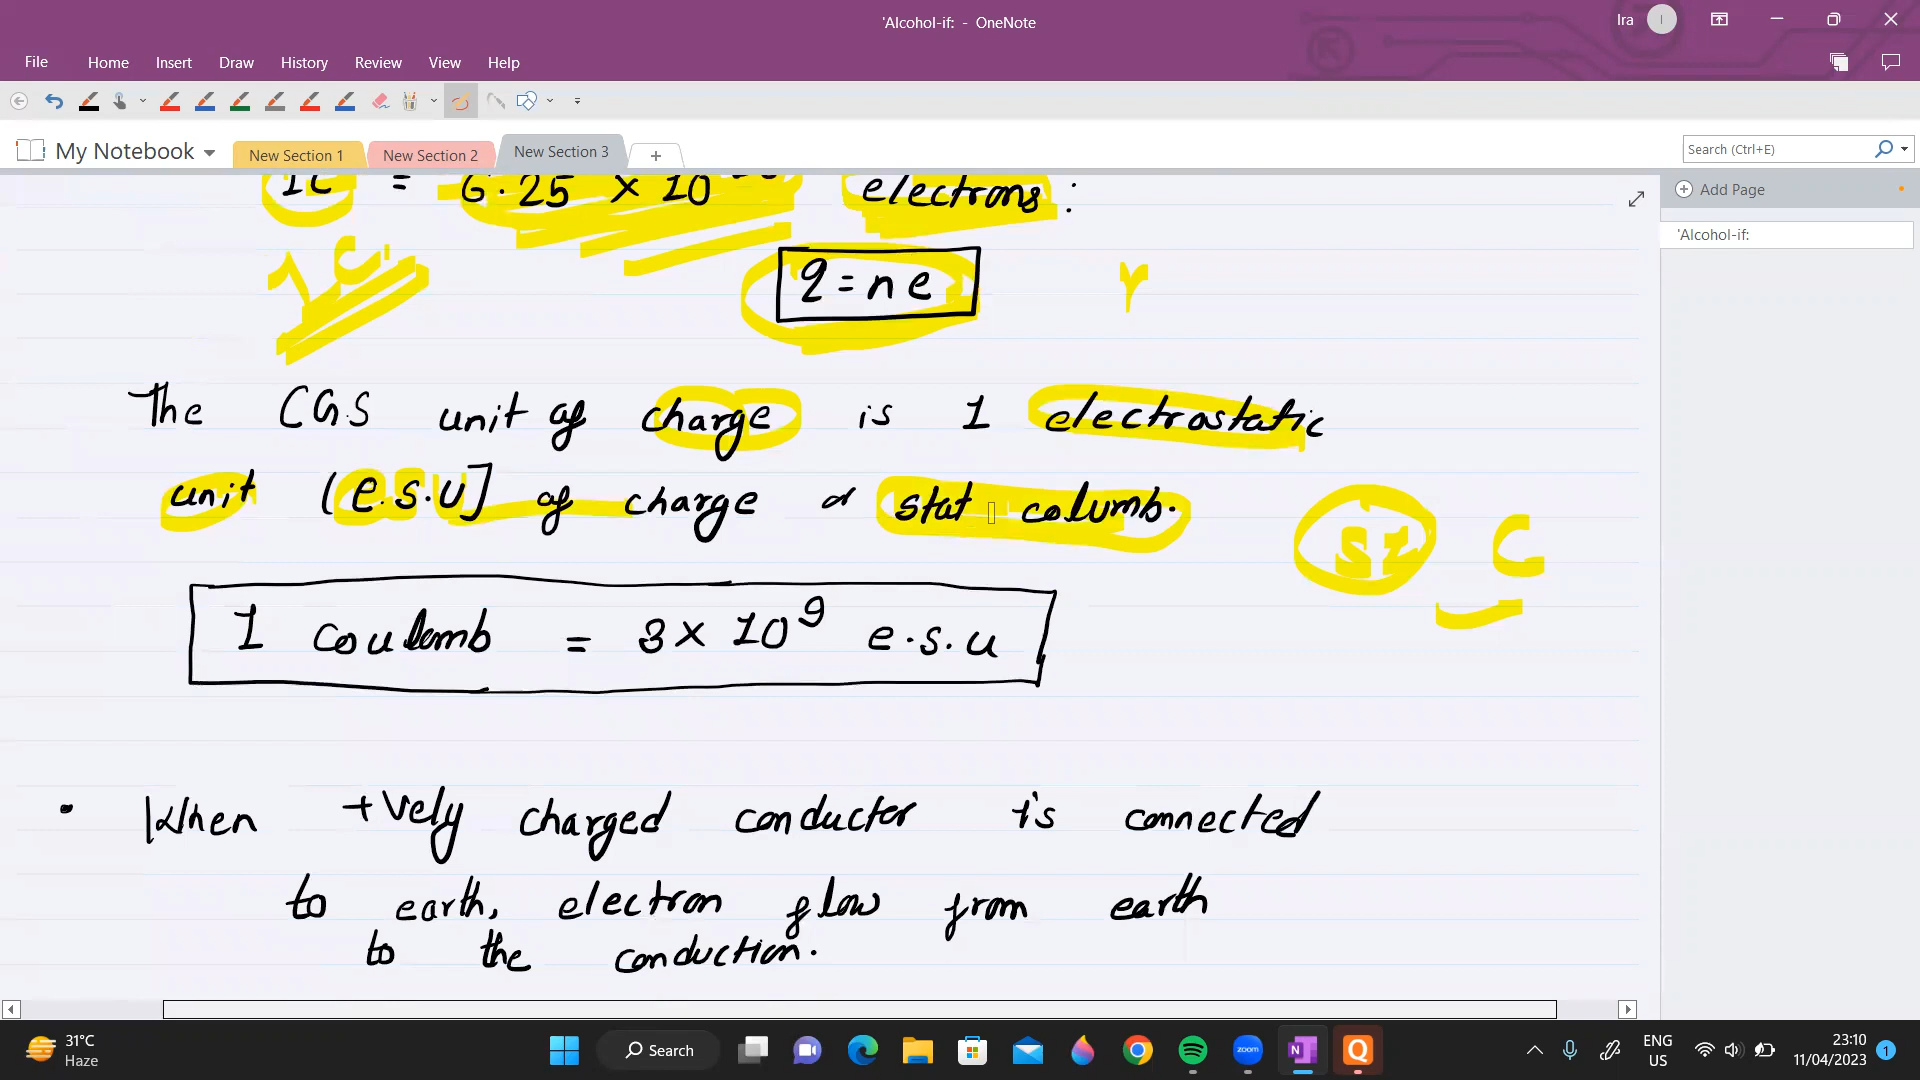 'Alcohol-if: - OneNote
Ira
I
File Home Insert Draw History Review View Help
My Notebook New Section 1 New Section 2 New Section 3
Search (Ctrl+E)
Add Page
'Alcohol-if:
1C = 6.25 × 10 electrons:
1 C
q = ne
The CGS unit of charge is 1 electrostatic
unit (e.s.u] of charge or stat columb.
St C
1 coulomb = 3 × 10⁹ e.s.u
• When +vely charged conductor is connected
to earth, electron flow from earth
to the conduction.
31°C
Haze
Search
zoom
ENG
US
23:10
11/04/2023
1